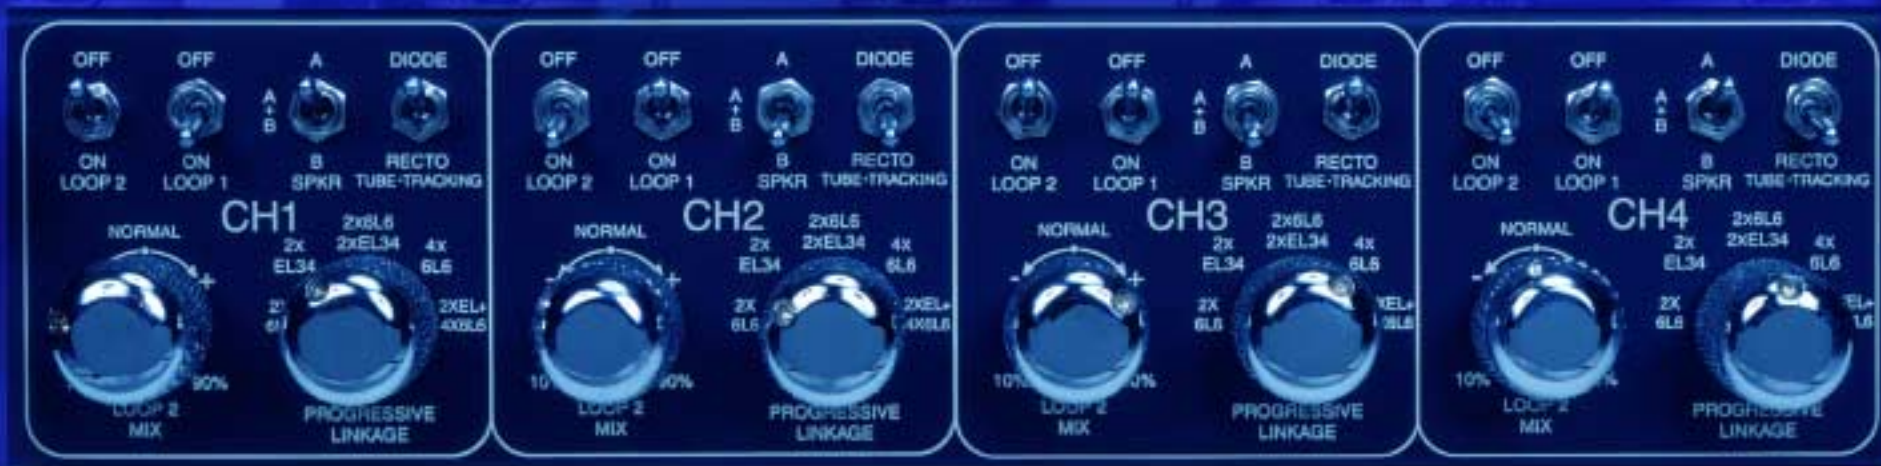 OFF OFF A DIODE
A+B
ON ON B RECTO
LOOP 2 LOOP 1 SPKR TUBE-TRACKING
CH1
NORMAL
+
2X EL34
2X6L6 2XEL34
4X 6L6
2XEL+ 4X6L6
90%
LOOP 2 MIX
PROGRESSIVE LINKAGE
OFF OFF A DIODE
A+B
ON ON B RECTO
LOOP 2 LOOP 1 SPKR TUBE-TRACKING
CH2
NORMAL
- +
2X 6L6
2X EL34
2X6L6 2XEL34
4X 6L6
2XEL+ 4X6L6
LOOP 2 MIX
PROGRESSIVE LINKAGE
OFF OFF A DIODE
A+B
ON ON B RECTO
LOOP 2 LOOP 1 SPKR TUBE-TRACKING
CH3
NORMAL
- +
2X 6L6
2X EL34
2X6L6 2XEL34
4X 6L6
10%
LOOP 2 MIX
PROGRESSIVE LINKAGE
OFF OFF A DIODE
A+B
ON ON B RECTO
LOOP 2 LOOP 1 SPKR TUBE-TRACKING
CH4
NORMAL
-
2X 6L6
2X EL34
2X6L6 2XEL34
4X 6L6
10%
LOOP 2 MIX
PROGRESSIVE LINKAGE